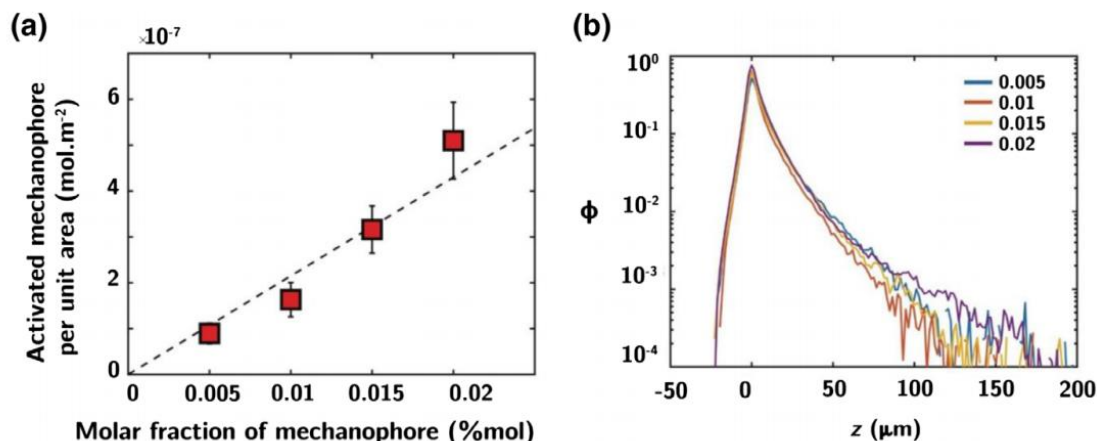 (a)
×10⁻⁷
Activated mechanophore
per unit area (mol.m⁻²)
6
4
2
0
0 0.005 0.01 0.015 0.02
Molar fraction of mechanophore (%mol)
(b)
10⁰
10⁻¹
10⁻²
10⁻³
10⁻⁴
ϕ
0.005
0.01
0.015
0.02
-50 0 50 100 150 200
z (μm)